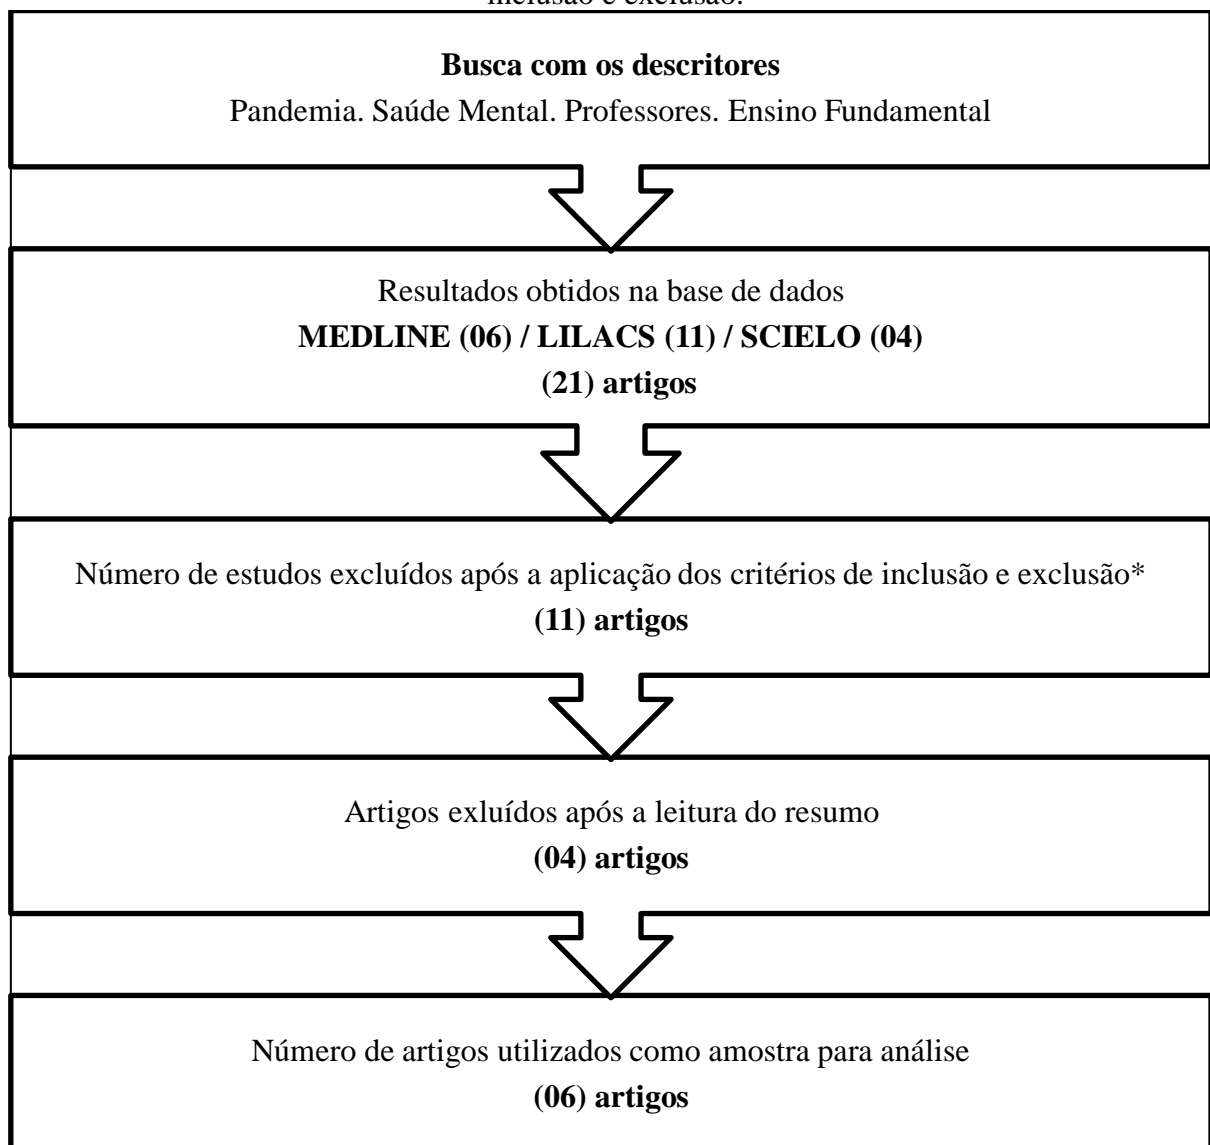 inclusão e exclusão.
Busca com os descritores
Pandemia. Saúde Mental. Professores. Ensino Fundamental
Resultados obtidos na base de dados
MEDLINE (06) / LILACS (11) / SCIELO (04)
(21) artigos
Número de estudos excluídos após a aplicação dos critérios de inclusão e exclusão*
(11) artigos
Artigos exluídos após a leitura do resumo
(04) artigos
Número de artigos utilizados como amostra para análise
(06) artigos